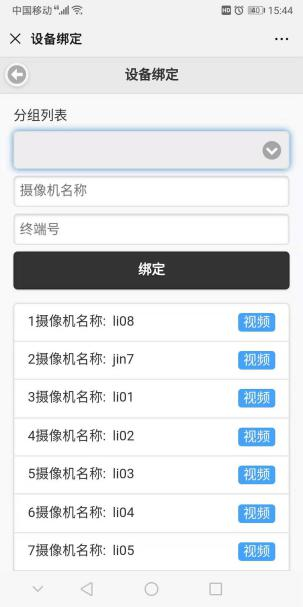 中国移动 4G HD 40 15:44
设备绑定
设备绑定
分组列表
摄像机名称
终端号
绑定
1摄像机名称: li08 视频
2摄像机名称: jin7 视频
3摄像机名称: li01 视频
4摄像机名称: li02 视频
5摄像机名称: li03 视频
6摄像机名称: li04 视频
7摄像机名称: li05 视频